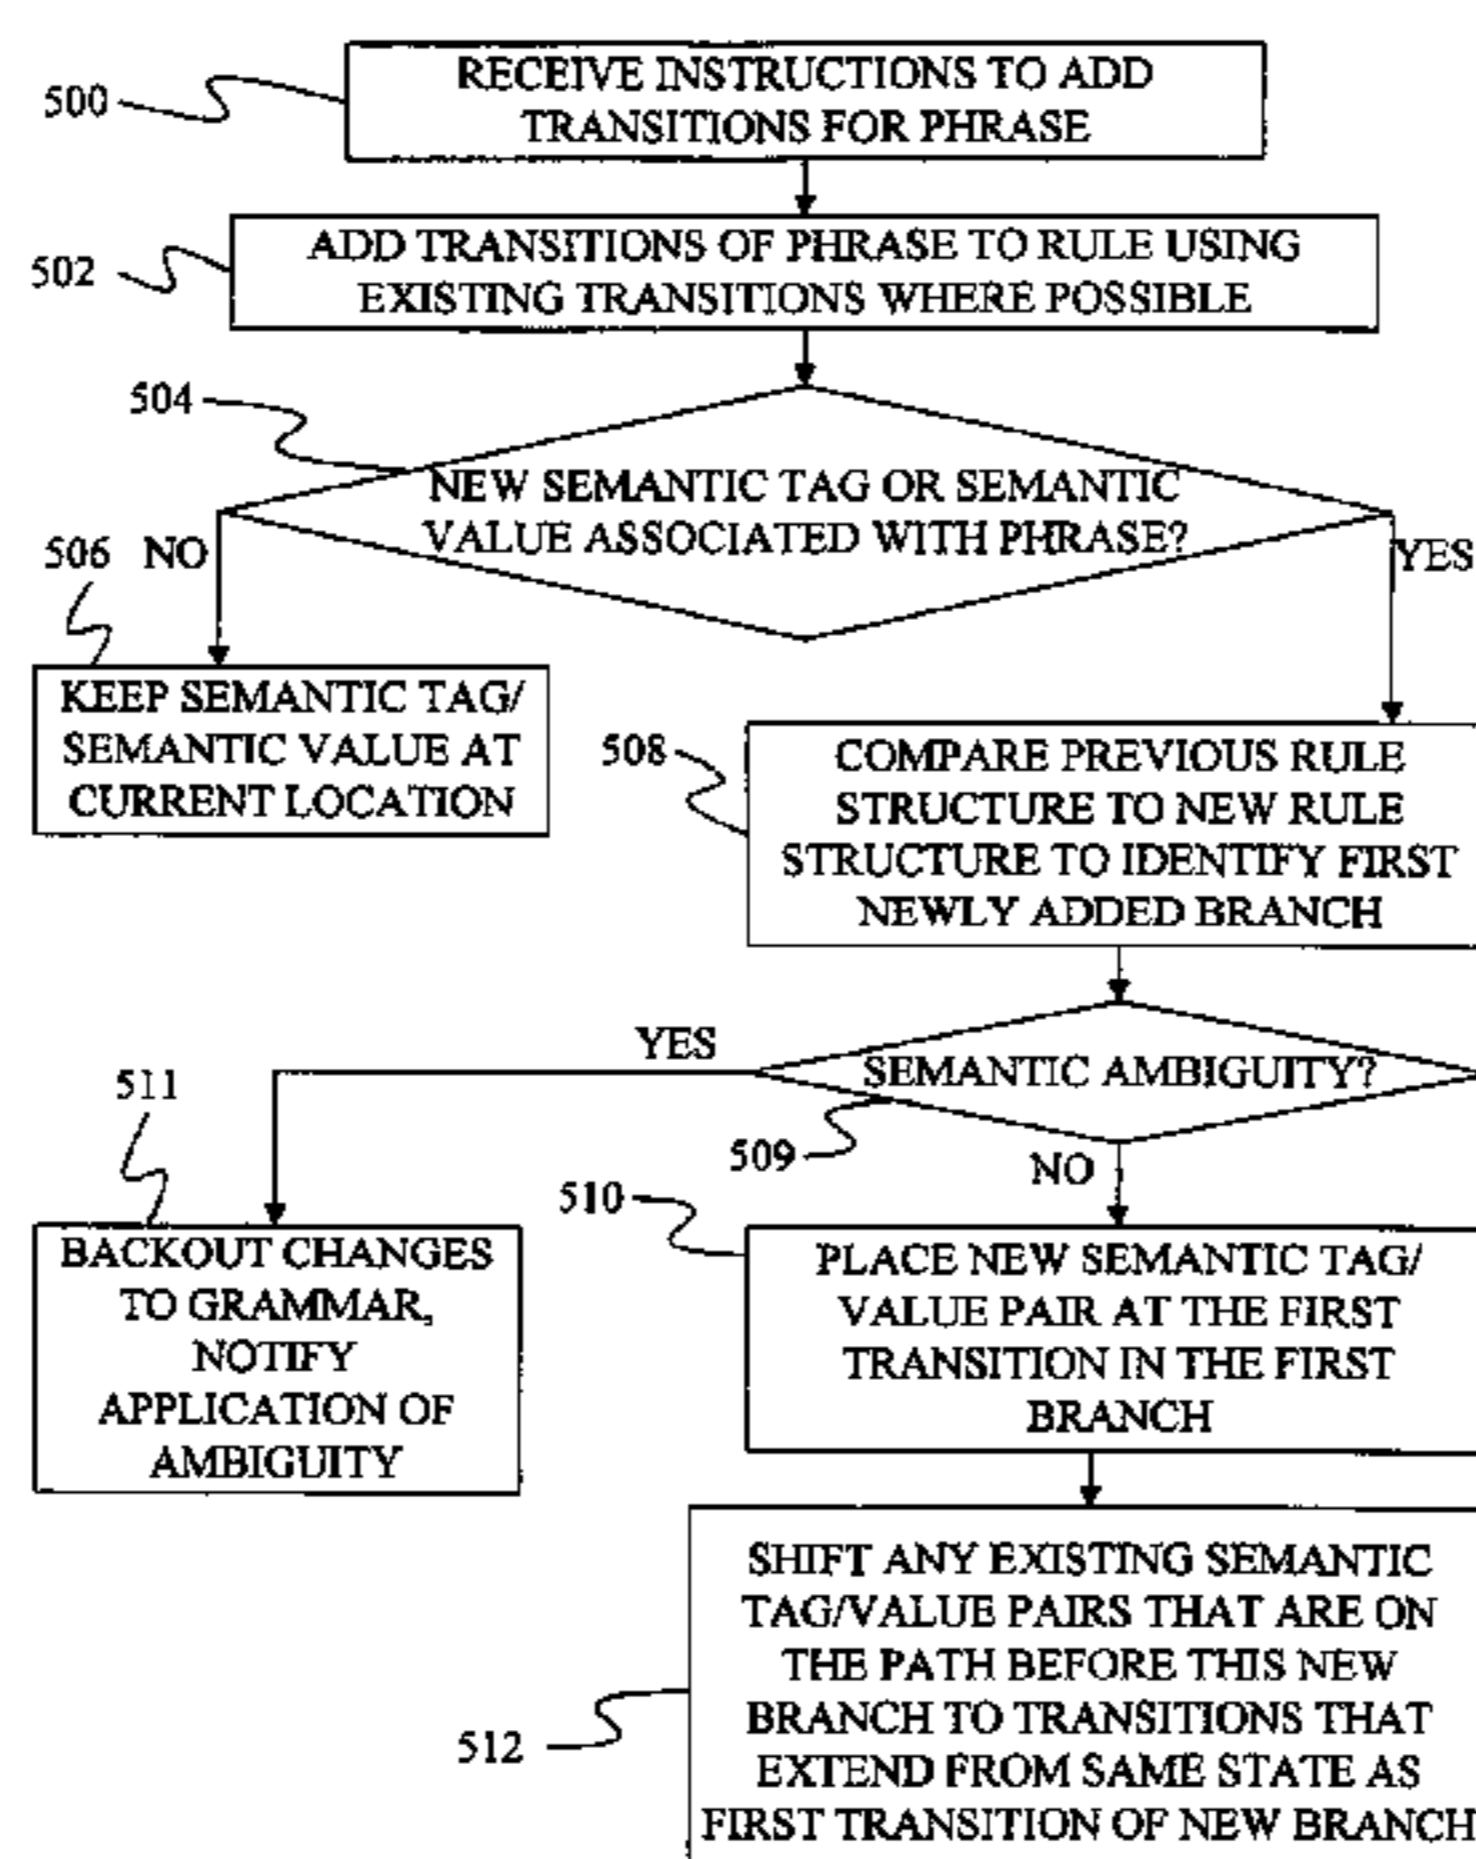 RECEIVE INSTRUCTIONS TO ADD
TRANSITIONS FOR PHRASE
500
ADD TRANSITIONS OF PHRASE TO RULE USING
EXISTING TRANSITIONS WHERE POSSIBLE
502
504
NEW SEMANTIC TAG OR SEMANTIC
VALUE ASSOCIATED WITH PHRASE?
506
NO
YES
KEEP SEMANTIC TAG/
SEMANTIC VALUE AT
CURRENT LOCATION
508
COMPARE PREVIOUS RULE
STRUCTURE TO NEW RULE
STRUCTURE TO IDENTIFY FIRST
NEWLY ADDED BRANCH
YES
SEMANTIC AMBIGUITY?
511
509
NO
510
BACKOUT CHANGES
TO GRAMMAR,
NOTIFY
APPLICATION OF
AMBIGUITY
PLACE NEW SEMANTIC TAG/
VALUE PAIR AT THE FIRST
TRANSITION IN THE FIRST
BRANCH
SHIFT ANY EXISTING SEMANTIC
TAG/VALUE PAIRS THAT ARE ON
THE PATH BEFORE THIS NEW
BRANCH TO TRANSITIONS THAT
EXTEND FROM SAME STATE AS
FIRST TRANSITION OF NEW BRANCH
512